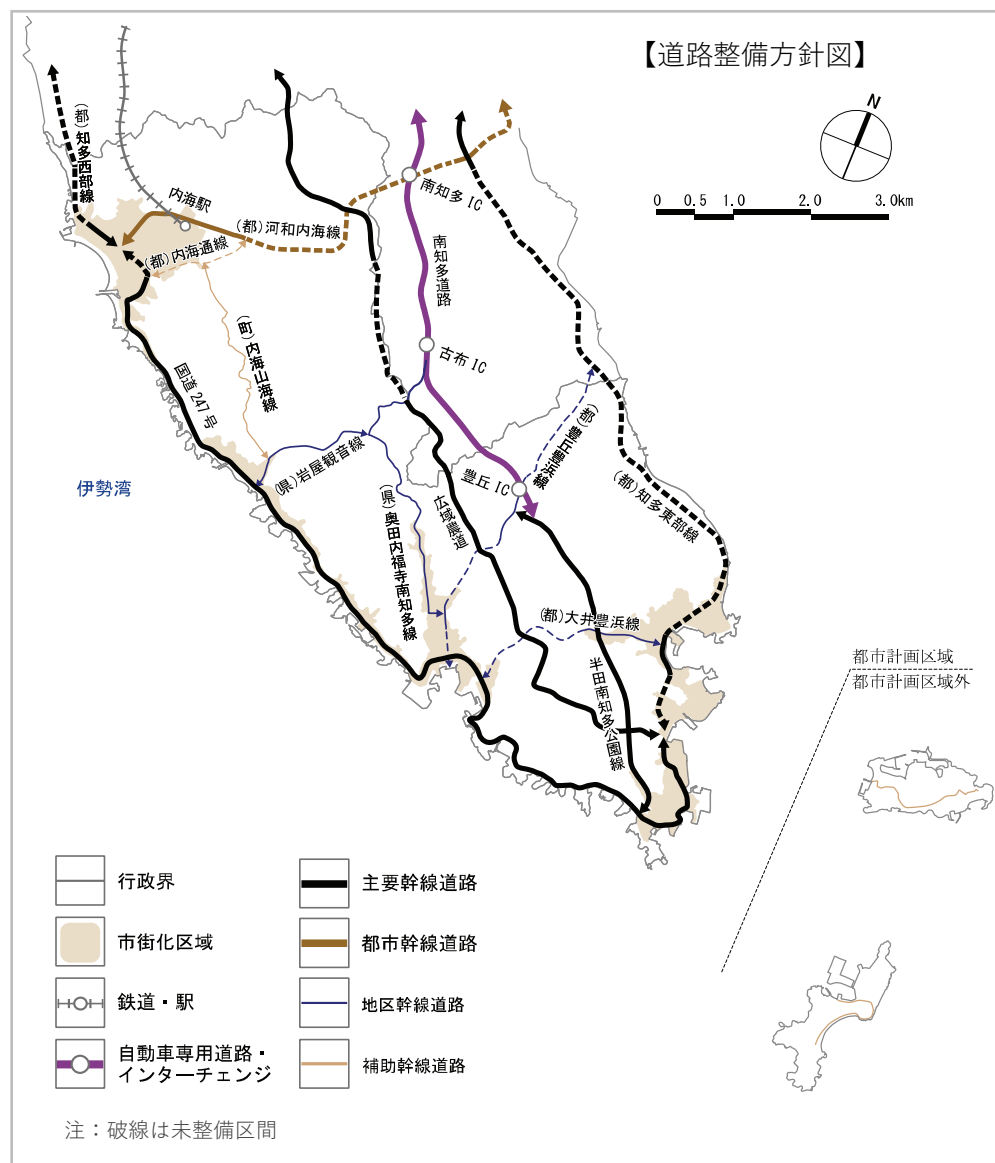 【道路整備方針図】
N
0 0.5 1.0 2.0 3.0km
(都)知多西部線
内海駅
(都)河和内海線
(都)内海通線
南知多IC
南知多道路
(町)内海山海線
国道247号
古布IC
(都)豊丘豊浜線
(県)岩屋観音線
豊丘IC
伊勢湾
(県)奥田内福寺南知多線
広域農道
(都)知多東部線
(都)大井豊浜線
半田南知多公園線
都市計画区域
都市計画区域外
行政界
市街化区域
鉄道・駅
自動車専用道路・
インターチェンジ
主要幹線道路
都市幹線道路
地区幹線道路
補助幹線道路
注：破線は未整備区間